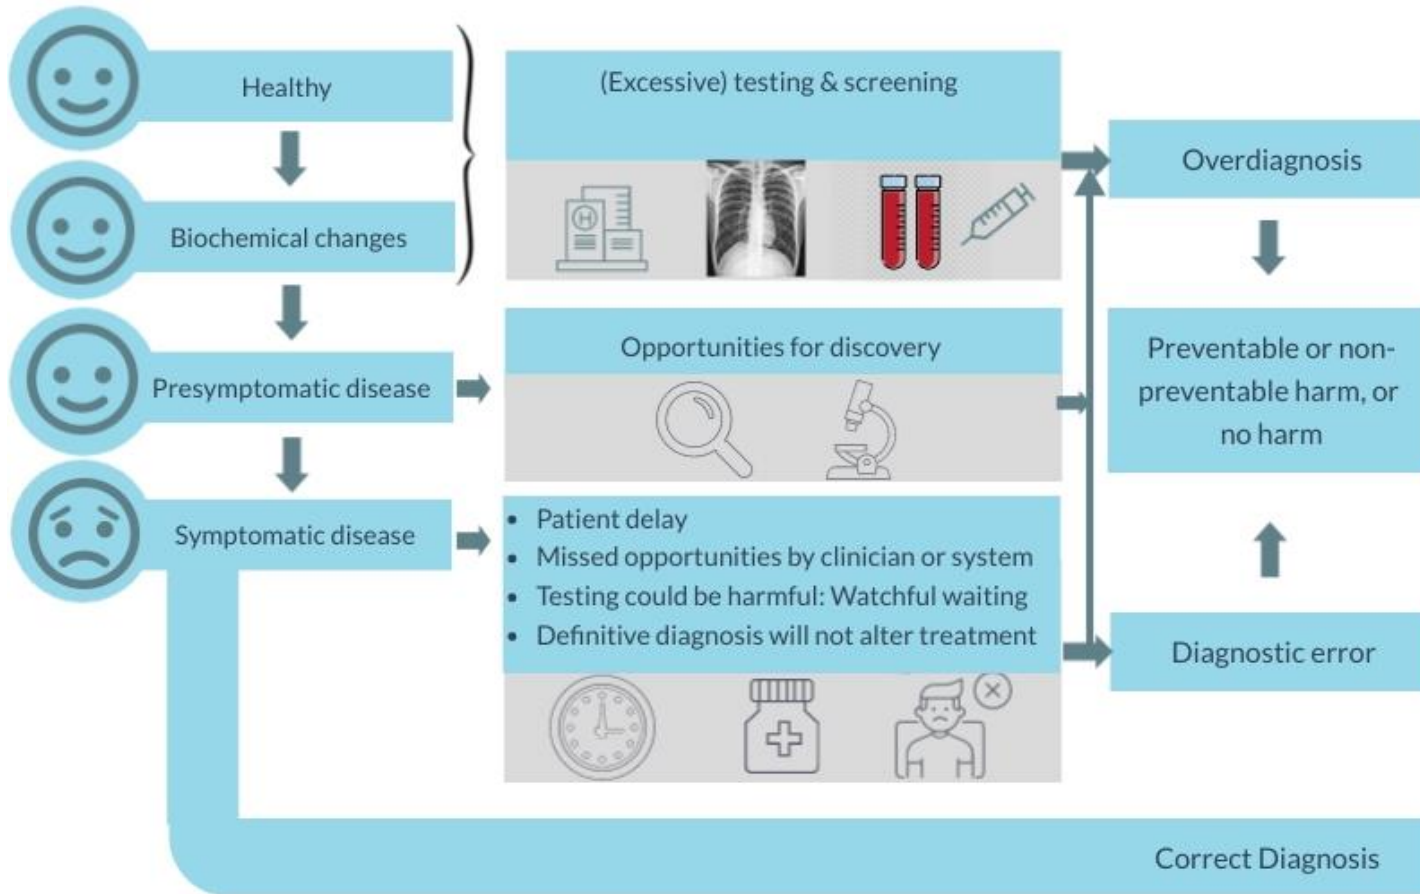 Healthy
Biochemical changes
Presymptomatic disease
Symptomatic disease
(Excessive) testing & screening
H
Opportunities for discovery
• Patient delay
• Missed opportunities by clinician or system
• Testing could be harmful: Watchful waiting
• Definitive diagnosis will not alter treatment
Overdiagnosis
Preventable or non-
preventable harm, or
no harm
Diagnostic error
Correct Diagnosis